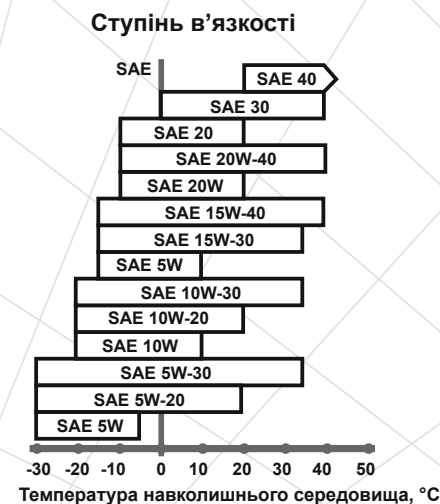 Ступінь в’язкості
SAE
SAE 40
SAE 30
SAE 20
SAE 20W-40
SAE 20W
SAE 15W-40
SAE 15W-30
SAE 5W
SAE 10W-30
SAE 10W-20
SAE 10W
SAE 5W-30
SAE 5W-20
SAE 5W
-30 -20 -10 0 10 20 30 40 50
Температура навколишнього середовища, °С